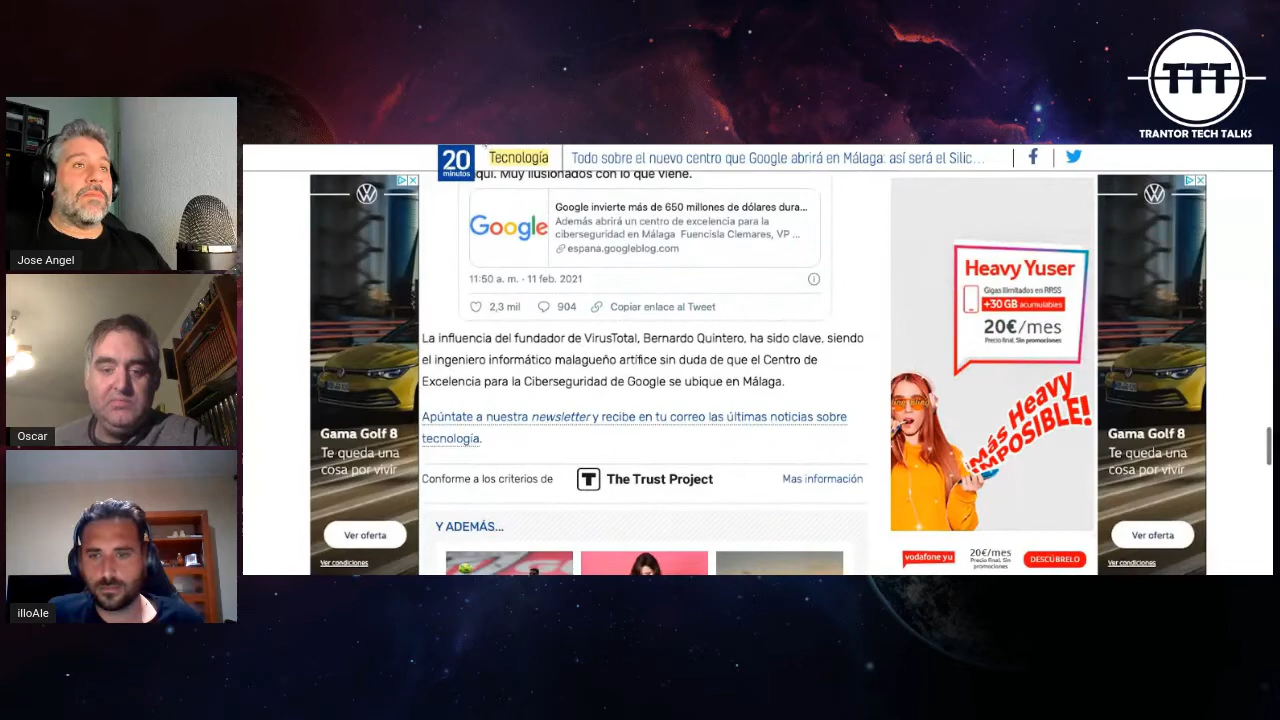 TTT
TRANTOR TECH TALKS
Jose Angel
Oscar
illoAle
20
minutos
Tecnología
Todo sobre el nuevo centro que Google abrirá en Málaga: así será el Silic...
quí. Muy ilusionados con lo que viene.
Google
Google invierte más de 650 millones de dólares dura...
Además abrirá un centro de excelencia para la
ciberseguridad en Málaga Fuencisla Clemares, VP ...
espana.googleblog.com
11:50 a. m. · 11 feb. 2021
2,3 mil
904
Copiar enlace al Tweet
La influencia del fundador de VirusTotal, Bernardo Quintero, ha sido clave, siendo
el ingeniero informático malagueño artífice sin duda de que el Centro de
Excelencia para la Ciberseguridad de Google se ubique en Málaga.
Apúntate a nuestra newsletter y recibe en tu correo las últimas noticias sobre
tecnología.
Conforme a los criterios de
T The Trust Project
Mas información
Y ADEMÁS...
Gama Golf 8
Te queda una
cosa por vivir
Ver oferta
Ver condiciones
Heavy Yuser
Gigas ilimitados en RRSS
+30 GB acumulables
20€/mes
Precio final, Sin promociones
¡Más Heavy
IMPOSIBLE!
vodafone yu
20€/mes
Precio final, Sin
promociones
DESCÚBRELO
Gama Golf 8
Te queda una
cosa por vivir
Ver oferta
Ver condiciones